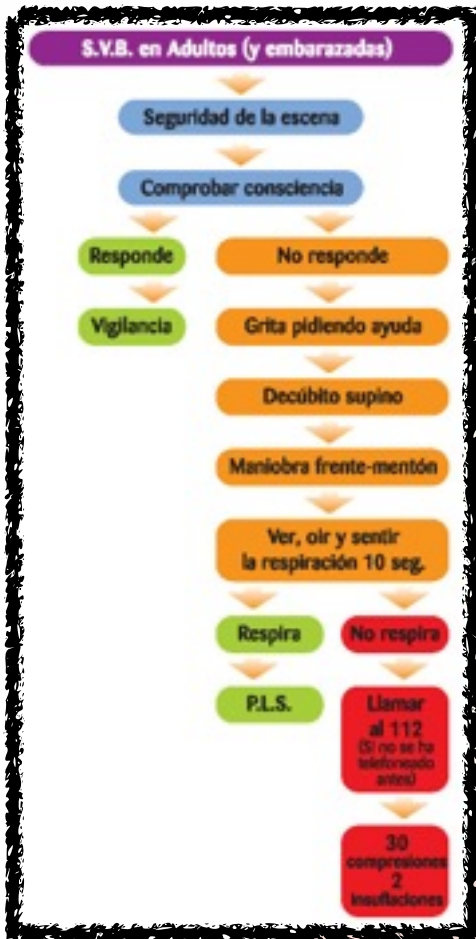 S.V.B. en Adultos (y embarazadas)
Seguridad de la escena
Comprobar consciencia
Responde
No responde
Vigilancia
Grita pidiendo ayuda
Decúbito supino
Maniobra frente-mentón
Ver, oir y sentir
la respiración 10 seg.
Respira
No respira
P.L.S.
Llamar
al 112
(Si no se ha
telefoneado
antes)
30
compresiones
2
insuflaciones